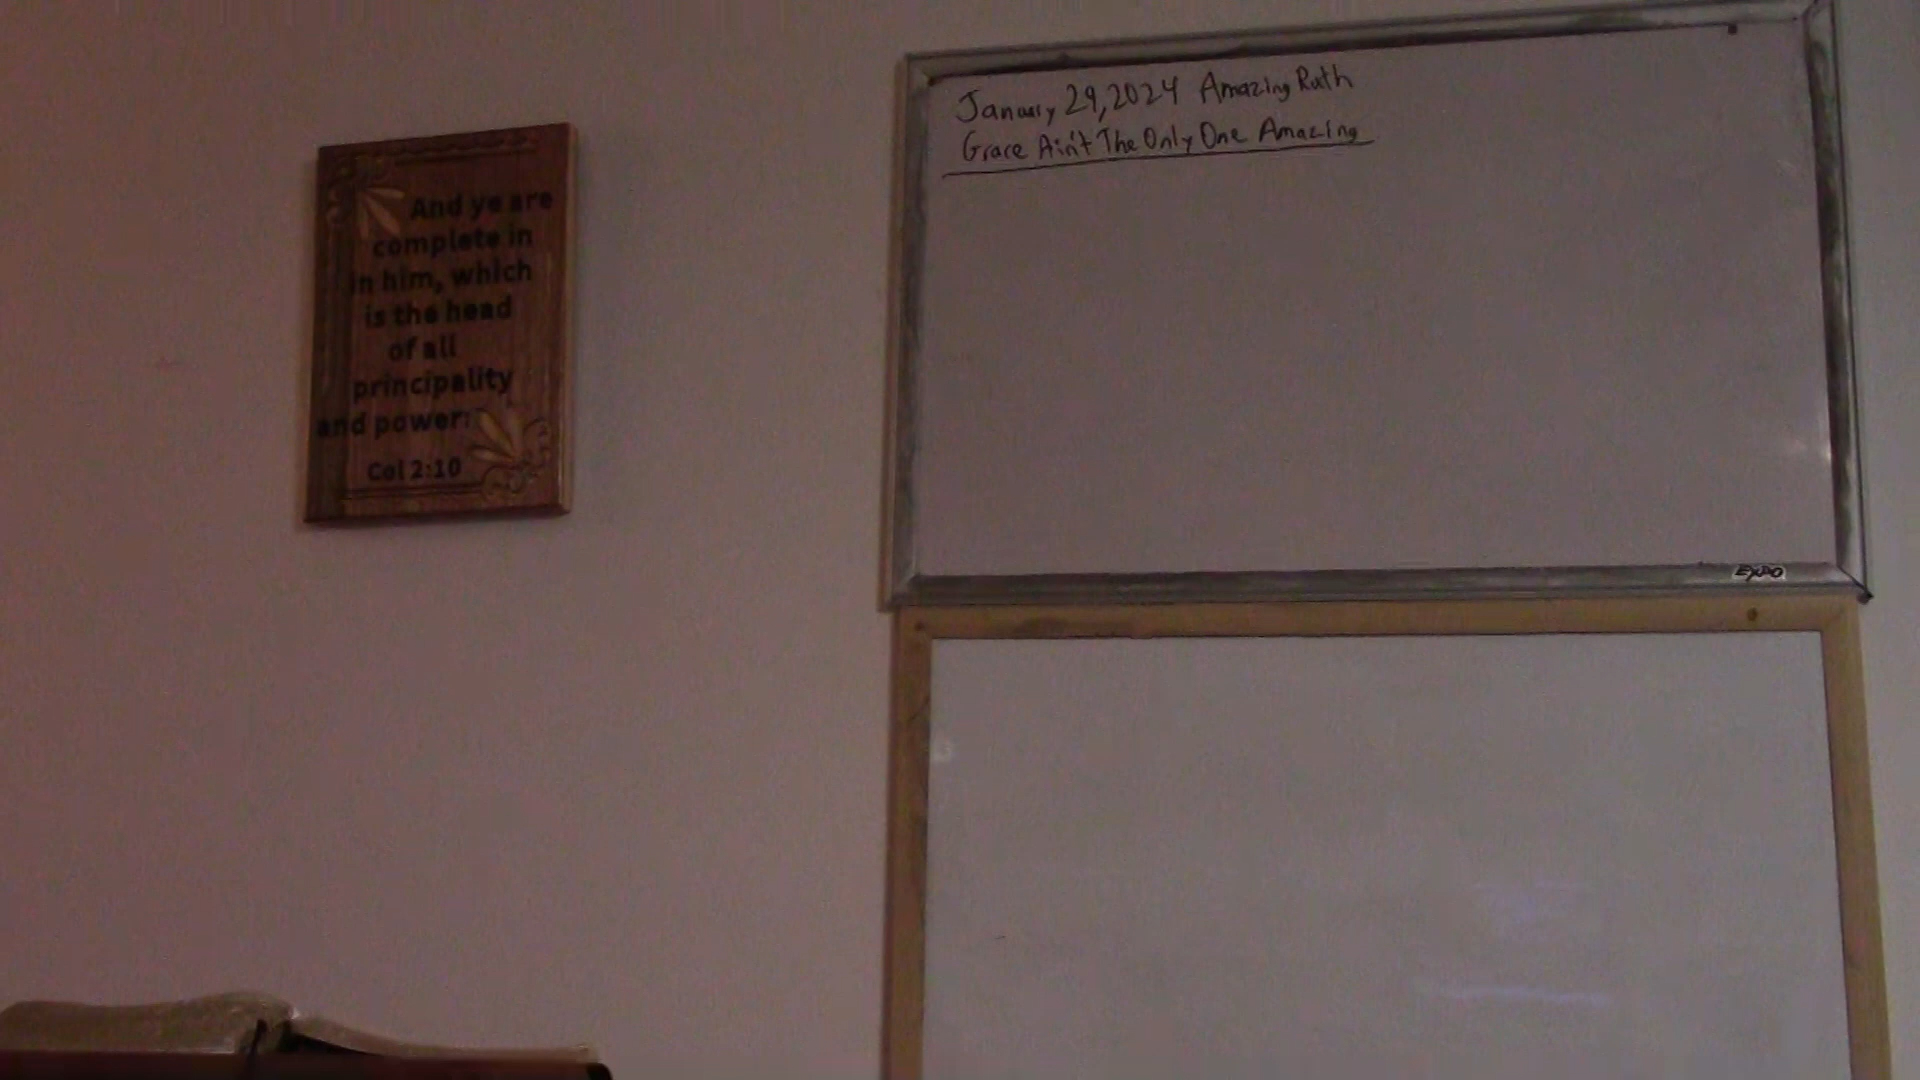 And ye are
complete in
in him, which
is the head
of all
principality
and power:
Col 2:10
January 29, 2024 Amazing Ruth
Grace Ain't The Only One Amazing
EXPO